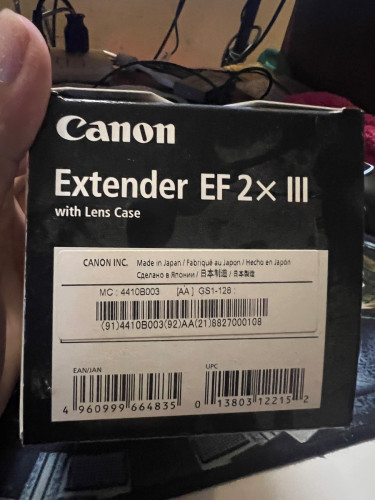 Canon
Extender EF 2× III
with Lens Case
CANON INC. Made in Japan / Fabriqué au Japon / Hecho en Japón
Сделано в Японии / 日本制造 / 日本製造
MC : 4410B003 [AA] GS1-128 :
(91)4410B003(92)AA(21)8827000108
EAN/JAN UPC
4 960999 664835 0 13803 12215 2